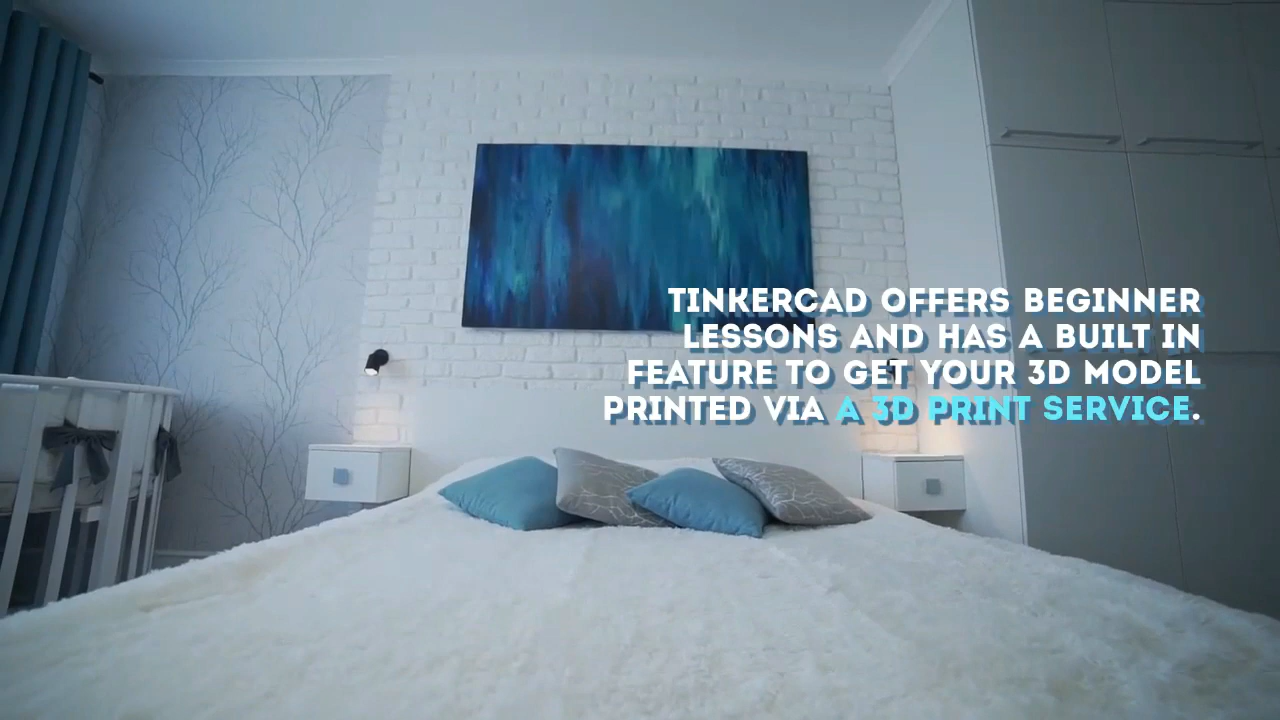 TINKERCAD OFFERS BEGINNER
LESSONS AND HAS A BUILT IN
FEATURE TO GET YOUR 3D MODEL
PRINTED VIA A 3D PRINT SERVICE.